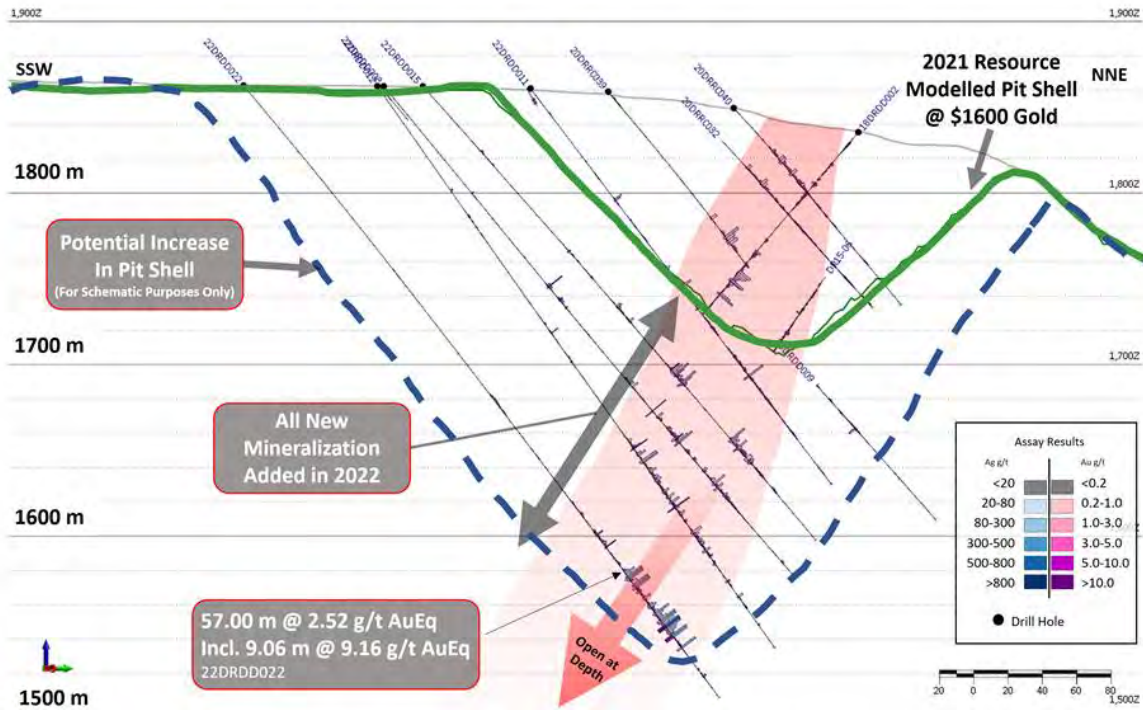 1,900Z
1,900Z
SSW
22DRDD022
22DRDD015
22DRDD011
20DRRC039
20DRRC040
20DRRC032
18DRDD002
2021 Resource
Modelled Pit Shell
@ $1600 Gold
NNE
1800 m
1,800Z
Potential Increase
In Pit Shell
(For Schematic Purposes Only)
1700 m
1,700Z
All New
Mineralization
Added in 2022
1600 m
57.00 m @ 2.52 g/t AuEq
Incl. 9.06 m @ 9.16 g/t AuEq
22DRDD022
Open at
Depth
Assay Results
Ag g/t Au g/t
<20 <0.2
20-80 0.2-1.0
80-300 1.0-3.0
300-500 3.0-5.0
500-800 5.0-10.0
>800 >10.0
Drill Hole
1500 m
20 0 20 40 60 80
1,500Z